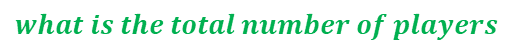 what is the total number of players